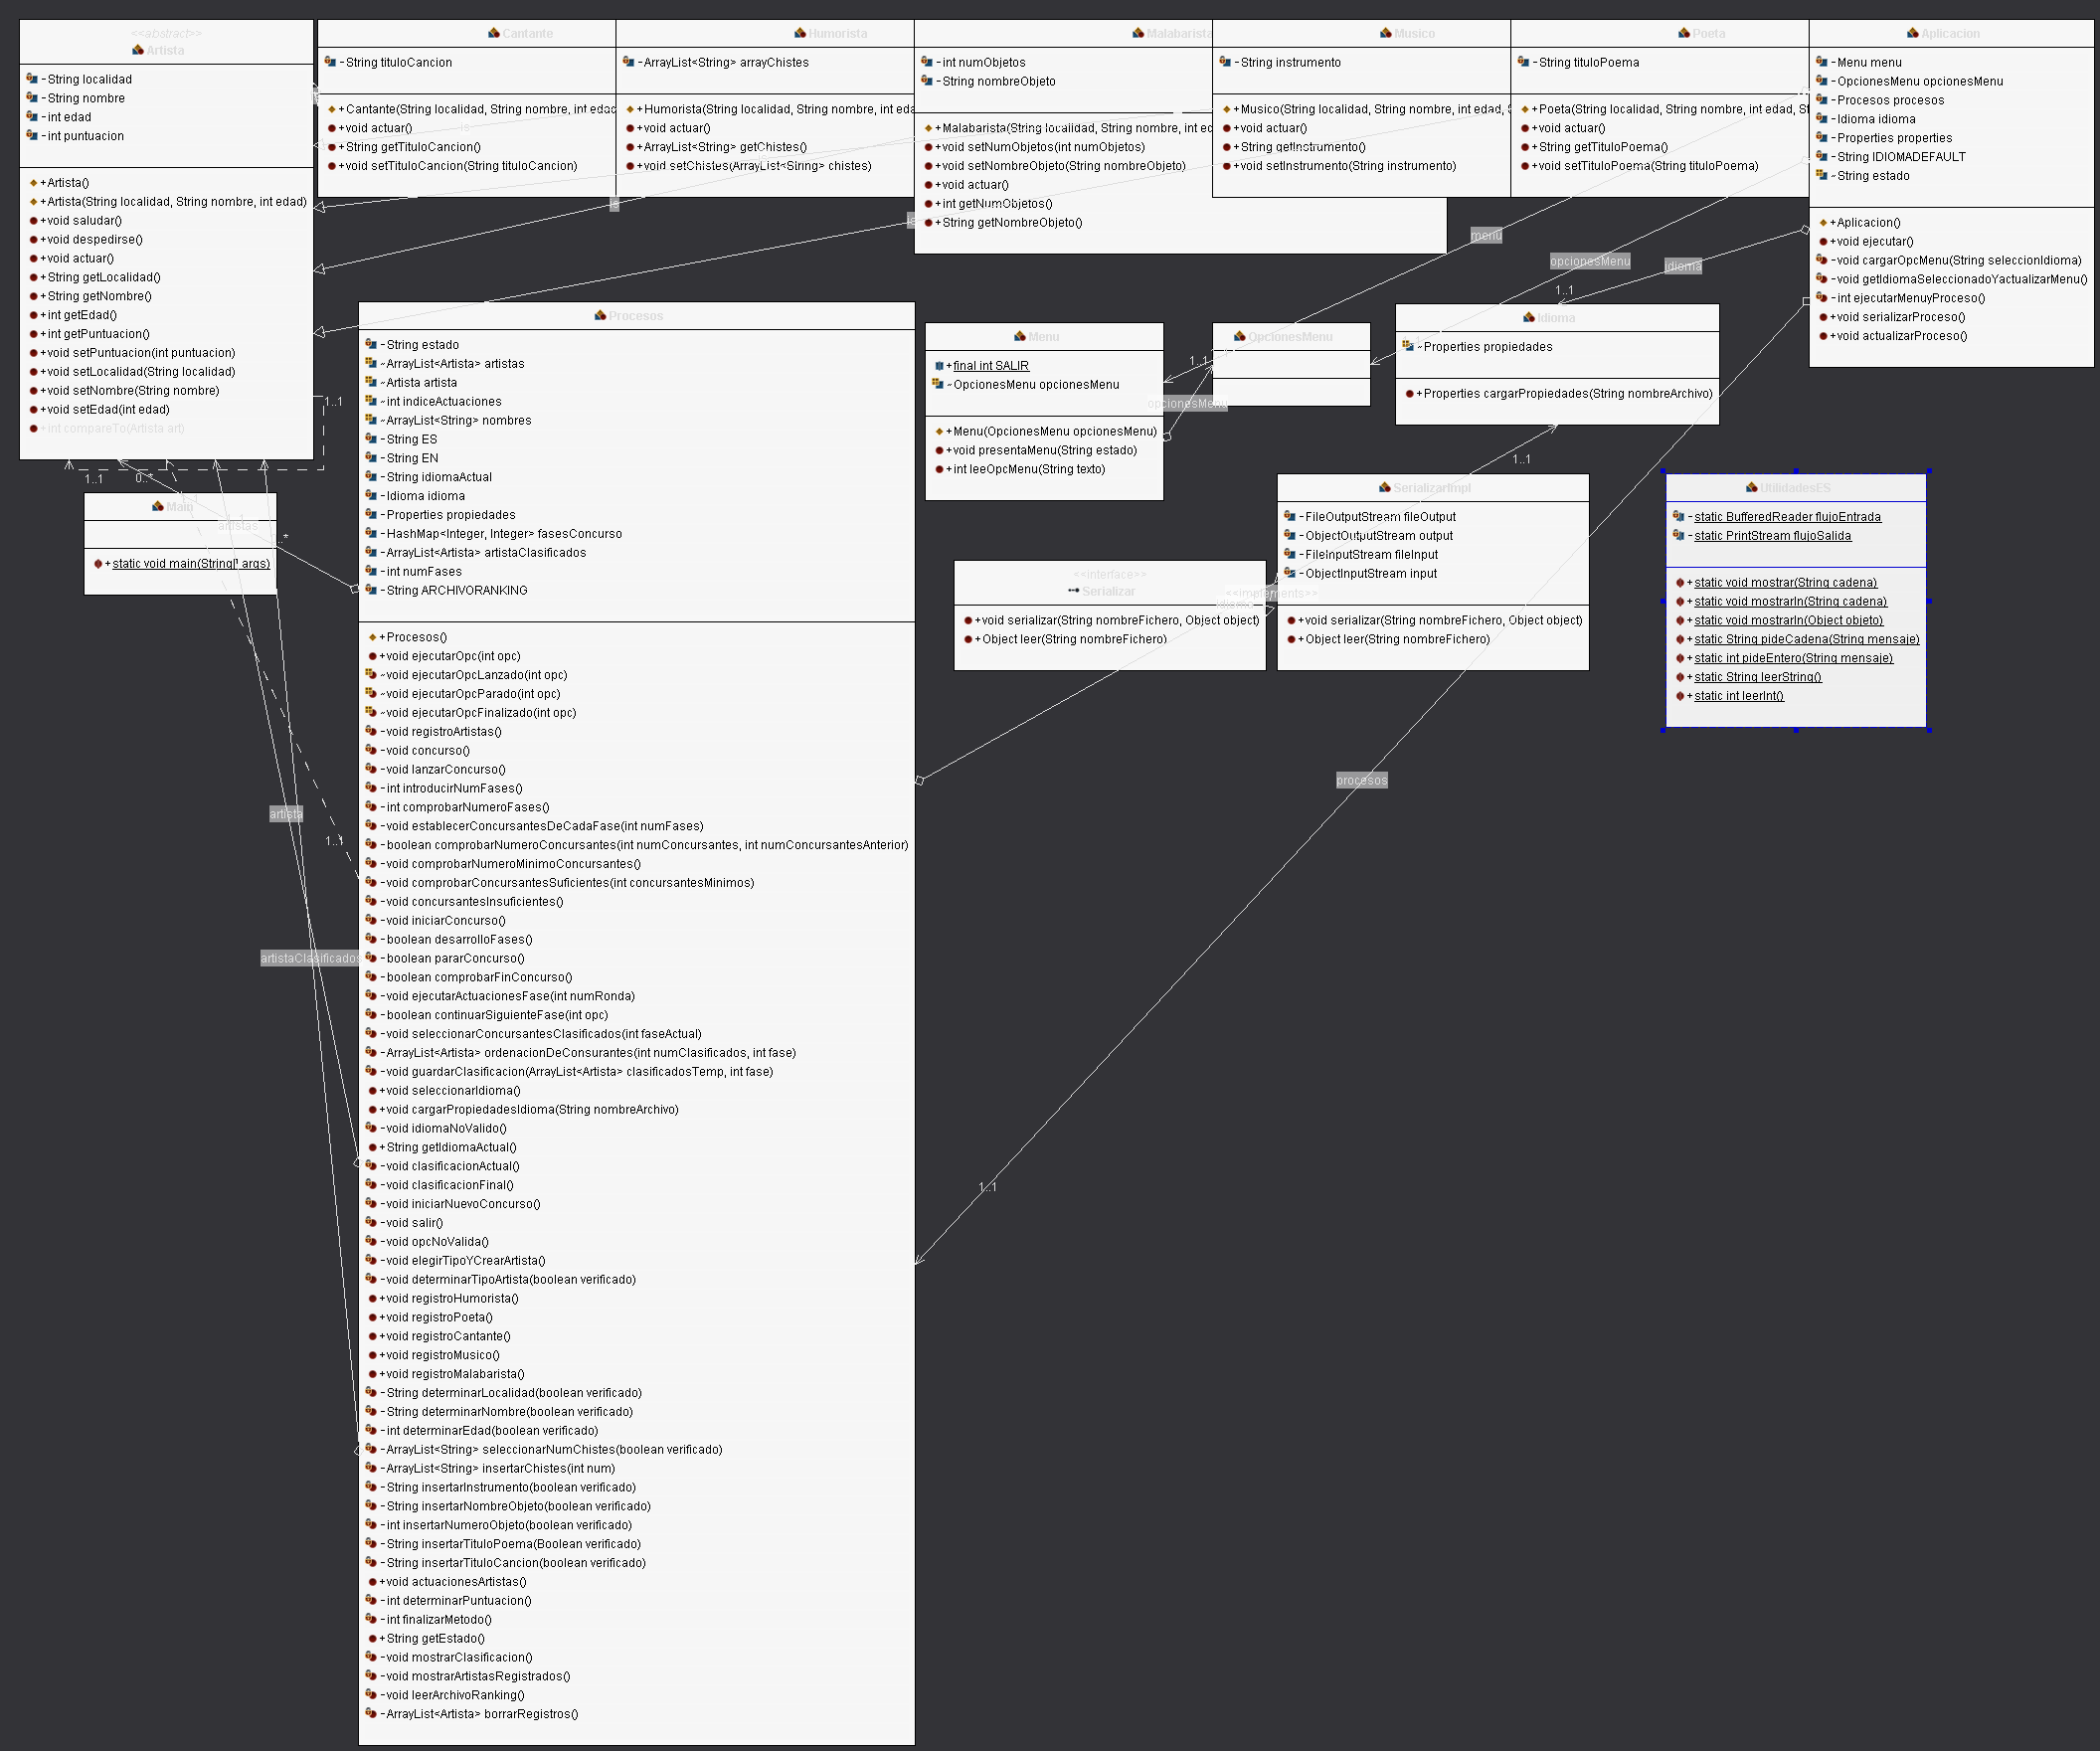 <<abstract>>
Artista
-String localidad
-String nombre
-int edad
-int puntuacion
+Artista()
+Artista(String localidad, String nombre, int edad)
+void saludar()
+void despedirse()
+void actuar()
+String getLocalidad()
+String getNombre()
+int getEdad()
+int getPuntuacion()
+void setPuntuacion(int puntuacion)
+void setLocalidad(String localidad)
+void setNombre(String nombre)
+void setEdad(int edad)
+int compareTo(Artista art)
Cantante
-String tituloCancion
+Cantante(String localidad, String nombre, int edad
+void actuar()
+String getTituloCancion()
+void setTituloCancion(String tituloCancion)
Humorista
-ArrayList<String> arrayChistes
+Humorista(String localidad, String nombre, int eda
+void actuar()
+ArrayList<String> getChistes()
+void setChistes(ArrayList<String> chistes)
Malabarista
-int numObjetos
-String nombreObjeto
+Malabarista(String localidad, String nombre, int ed
+void setNumObjetos(int numObjetos)
+void setNombreObjeto(String nombreObjeto)
+void actuar()
+int getNumObjetos()
+String getNombreObjeto()
Musico
-String instrumento
+Musico(String localidad, String nombre, int edad, S
+void actuar()
+String getInstrumento()
+void setInstrumento(String instrumento)
Poeta
-String tituloPoema
+Poeta(String localidad, String nombre, int edad, St
+void actuar()
+String getTituloPoema()
+void setTituloPoema(String tituloPoema)
Aplicacion
-Menu menu
-OpcionesMenu opcionesMenu
-Procesos procesos
-Idioma idioma
-Properties properties
-String IDIOMADEFAULT
~String estado
+Aplicacion()
+void ejecutar()
-void cargarOpcMenu(String seleccionIdioma)
-void getIdiomaSeleccionadoYactualizarMenu()
-int ejecutarMenuyProceso()
+void serializarProceso()
+void actualizarProceso()
is
is
is
is
menu
opcionesMenu
idioma
1..1
1..1
opcionesMenu
1..1
1..1
1..1
0..*
artistas
..*
Main
+static void main(String[] args)
Procesos
-String estado
~ArrayList<Artista> artistas
~Artista artista
~int indiceActuaciones
~ArrayList<String> nombres
-String ES
-String EN
-String idiomaActual
-Idioma idioma
-Properties propiedades
-HashMap<Integer, Integer> fasesConcurso
-ArrayList<Artista> artistaClasificados
-int numFases
-String ARCHIVORANKING
+Procesos()
+void ejecutarOpc(int opc)
~void ejecutarOpcLanzado(int opc)
~void ejecutarOpcParado(int opc)
~void ejecutarOpcFinalizado(int opc)
-void registroArtistas()
-void concurso()
-void lanzarConcurso()
-int introducirNumFases()
-int comprobarNumeroFases()
-void establecerConcursantesDeCadaFase(int numFases)
-boolean comprobarNumeroConcursantes(int numConcursantes, int numConcursantesAnterior)
-void comprobarNumeroMinimoConcursantes()
-void comprobarConcursantesSuficientes(int concursantesMinimos)
-void concursantesInsuficientes()
-void iniciarConcurso()
-boolean desarrolloFases()
-boolean pararConcurso()
-boolean comprobarFinConcurso()
-void ejecutarActuacionesFase(int numRonda)
-boolean continuarSiguienteFase(int opc)
-void seleccionarConcursantesClasificados(int faseActual)
-ArrayList<Artista> ordenacionDeConsurantes(int numClasificados, int fase)
-void guardarClasificacion(ArrayList<Artista> clasificadosTemp, int fase)
+void seleccionarIdioma()
+void cargarPropiedadesIdioma(String nombreArchivo)
-void idiomaNoValido()
+String getIdiomaActual()
-void clasificacionActual()
-void clasificacionFinal()
-void iniciarNuevoConcurso()
-void salir()
-void opcNoValida()
-void elegirTipoYCrearArtista()
-void determinarTipoArtista(boolean verificado)
+void registroHumorista()
+void registroPoeta()
+void registroCantante()
+void registroMusico()
+void registroMalabarista()
-String determinarLocalidad(boolean verificado)
-String determinarNombre(boolean verificado)
-int determinarEdad(boolean verificado)
-ArrayList<String> seleccionarNumChistes(boolean verificado)
-ArrayList<String> insertarChistes(int num)
-String insertarInstrumento(boolean verificado)
-String insertarNombreObjeto(boolean verificado)
-int insertarNumeroObjeto(boolean verificado)
-String insertarTituloPoema(Boolean verificado)
-String insertarTituloCancion(boolean verificado)
+void actuacionesArtistas()
-int determinarPuntuacion()
-int finalizarMetodo()
+String getEstado()
-void mostrarClasificacion()
-void mostrarArtistasRegistrados()
-void leerArchivoRanking()
-ArrayList<Artista> borrarRegistros()
artista
1..1
artistaClasificados
Menu
+final int SALIR
~OpcionesMenu opcionesMenu
+Menu(OpcionesMenu opcionesMenu)
+void presentaMenu(String estado)
+int leeOpcMenu(String texto)
OpcionesMenu
Idioma
~Properties propiedades
+Properties cargarPropiedades(String nombreArchivo)
1..1
<<interface>>
Serializar
+void serializar(String nombreFichero, Object object)
+Object leer(String nombreFichero)
<<implements>>
idioma
SerializarImpl
-FileOutputStream fileOutput
-ObjectOutputStream output
-FileInputStream fileInput
-ObjectInputStream input
+void serializar(String nombreFichero, Object object)
+Object leer(String nombreFichero)
UtilidadesES
-static BufferedReader flujoEntrada
-static PrintStream flujoSalida
+static void mostrar(String cadena)
+static void mostrarln(String cadena)
+static void mostrarln(Object objeto)
+static String pideCadena(String mensaje)
+static int pideEntero(String mensaje)
+static String leerString()
+static int leerInt()
procesos
1..1